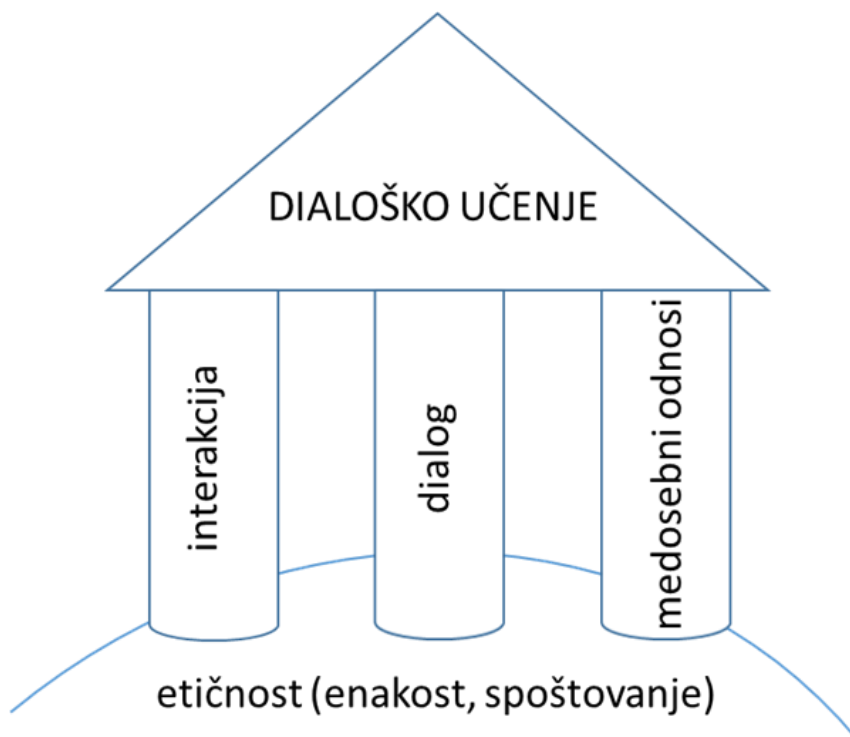 DIALOŠKO UČENJE
interakcija
dialog
medosebni odnosi
etičnost (enakost, spoštovanje)